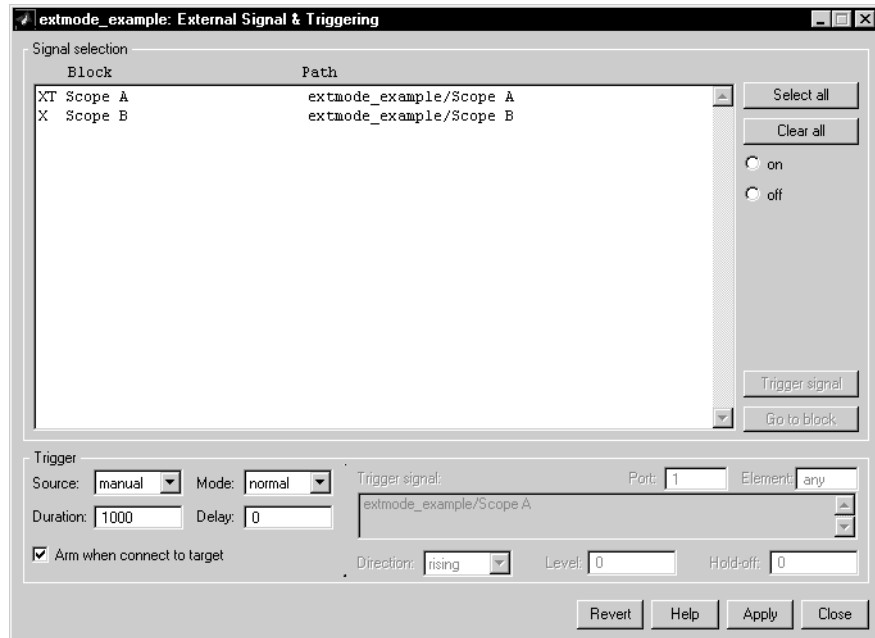 extmode_example: External Signal & Triggering
Signal selection
Block Path
XT Scope A extmode_example/Scope A
X Scope B extmode_example/Scope B
Select all
Clear all
on
off
Trigger signal
Go to block
Trigger
Source: manual Mode: normal
Duration: 1000 Delay: 0
Arm when connect to target
Trigger signal: Port: 1 Element: any
extmode_example/Scope A
Direction: rising Level: 0 Hold-off: 0
Revert Help Apply Close